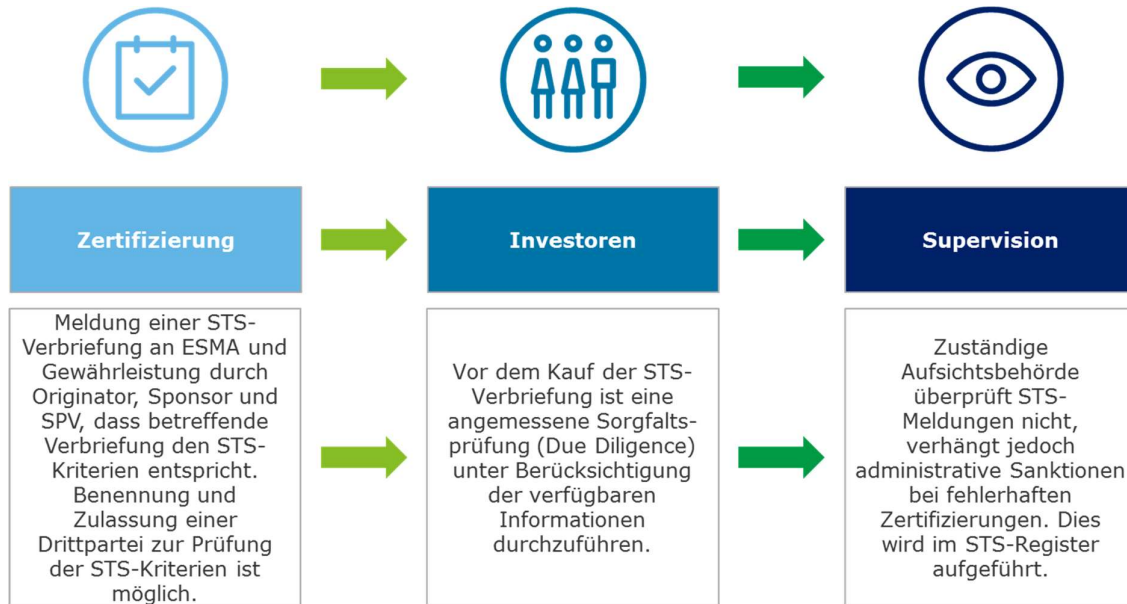 Zertifizierung
Investoren
Supervision
Meldung einer STS-
Verbriefung an ESMA und
Gewährleistung durch
Originator, Sponsor und
SPV, dass betreffende
Verbriefung den STS-
Kriterien entspricht.
Benennung und
Zulassung einer
Drittpartei zur Prüfung
der STS-Kriterien ist
möglich.
Vor dem Kauf der STS-
Verbriefung ist eine
angemessene Sorgfalts-
prüfung (Due Diligence)
unter Berücksichtigung
der verfügbaren
Informationen
durchzuführen.
Zuständige
Aufsichtsbehörde
überprüft STS-
Meldungen nicht,
verhängt jedoch
administrative Sanktionen
bei fehlerhaften
Zertifizierungen. Dies
wird im STS-Register
aufgeführt.